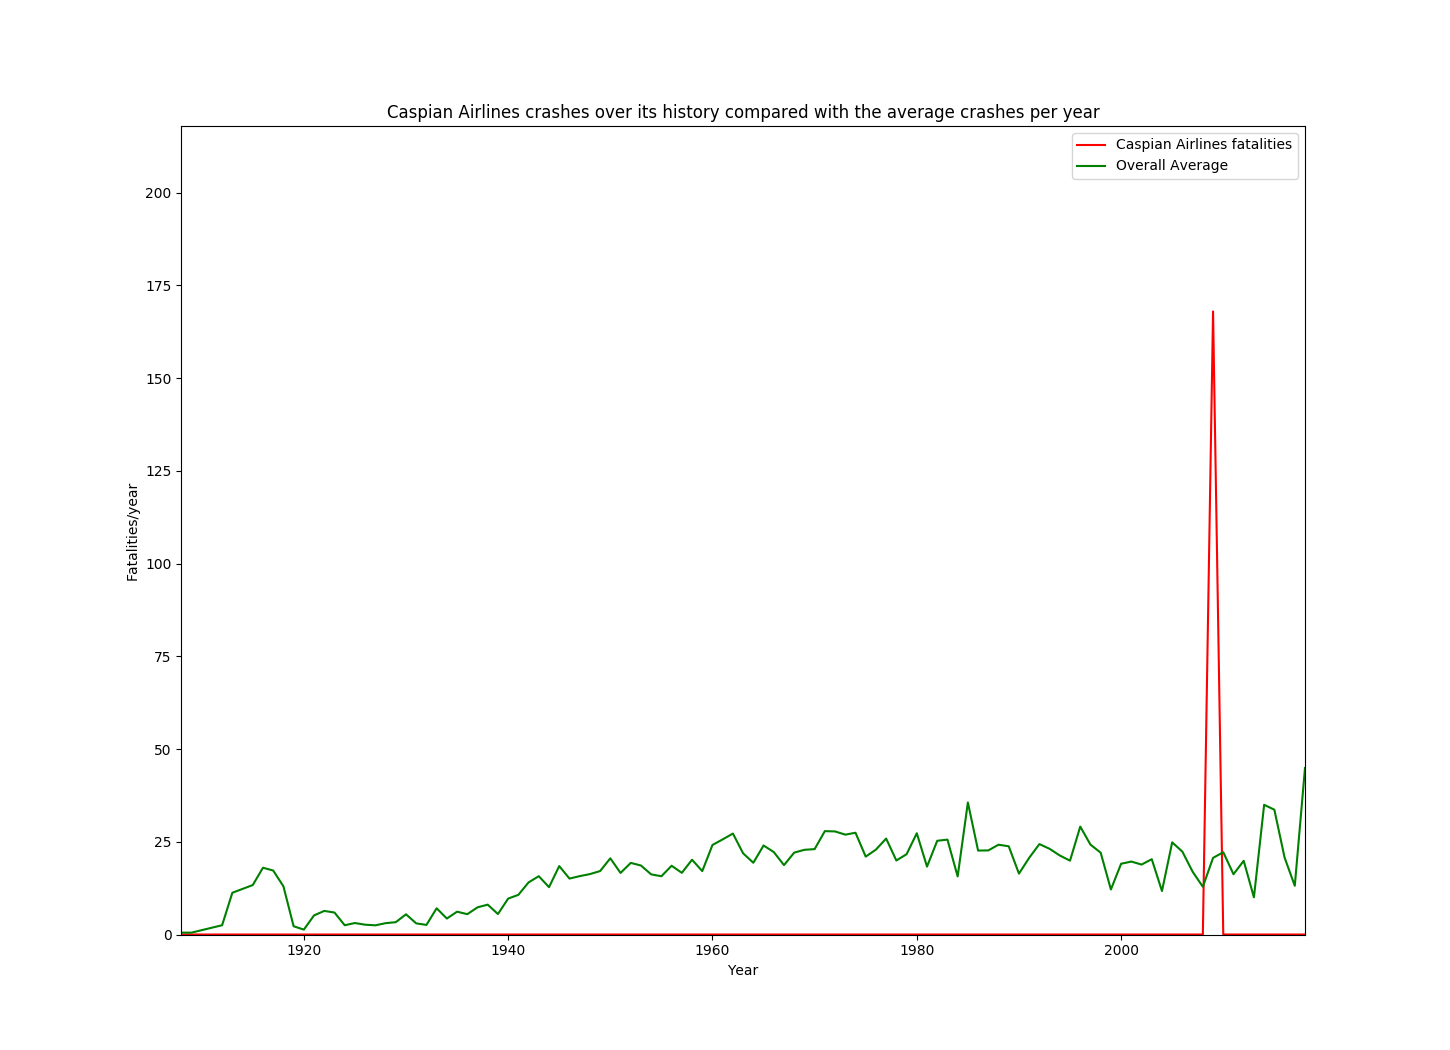 Caspian Airlines crashes over its history compared with the average crashes per year
Caspian Airlines fatalities
Overall Average
200
175
150
125
100
75
50
25
0
Fatalities/year
1920 1940 1960 1980 2000
Year